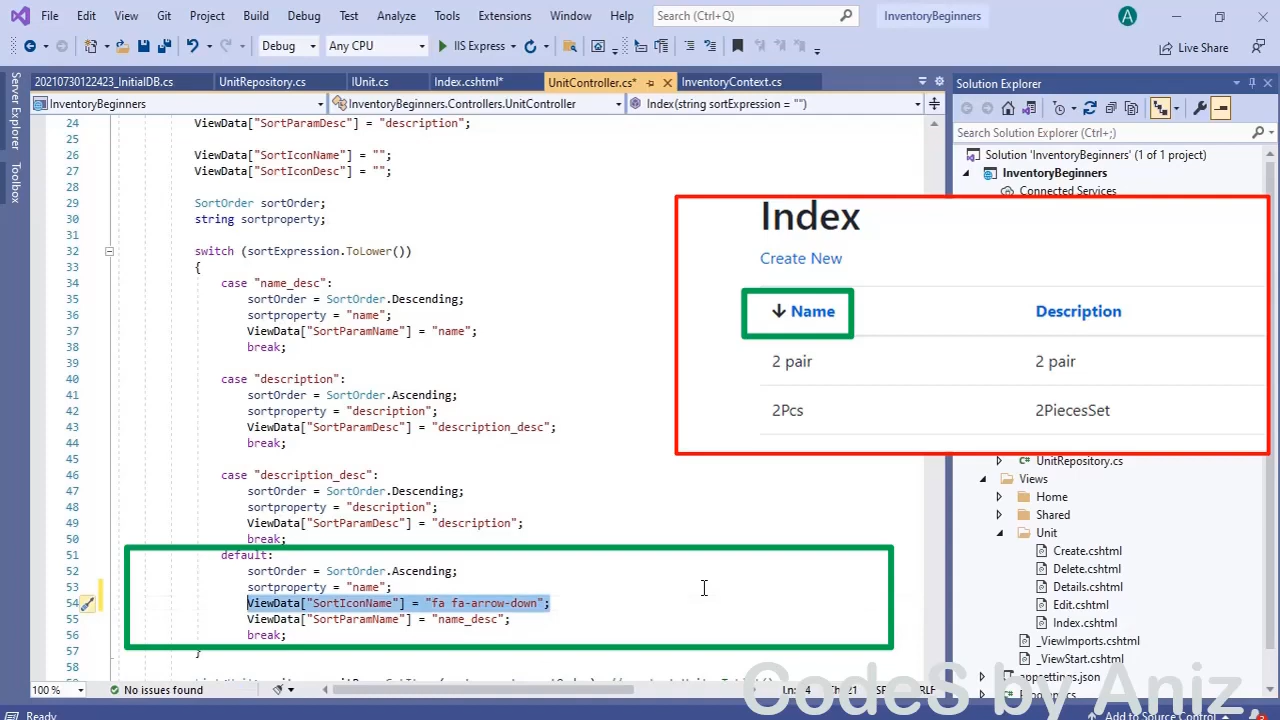 File Edit View Git Project Build Debug Test Analyze Tools Extensions Window Help Search (Ctrl+Q) InventoryBeginners A
Debug Any CPU IIS Express Live Share
20210730122423_InitialDB.cs UnitRepository.cs IUnit.cs Index.cshtml* UnitController.cs* InventoryContext.cs
InventoryBeginners InventoryBeginners.Controllers.UnitController Index(string sortExpression = "")
Server Explorer
Toolbox
24 ViewData["SortParamDesc"] = "description";
25
26 ViewData["SortIconName"] = "";
27 ViewData["SortIconDesc"] = "";
28
29 SortOrder sortOrder;
30 string sortproperty;
31
32 switch (sortExpression.ToLower())
33 {
34 case "name_desc":
35 sortOrder = SortOrder.Descending;
36 sortproperty = "name";
37 ViewData["SortParamName"] = "name";
38 break;
39
40 case "description":
41 sortOrder = SortOrder.Ascending;
42 sortproperty = "description";
43 ViewData["SortParamDesc"] = "description_desc";
44 break;
45
46 case "description_desc":
47 sortOrder = SortOrder.Descending;
48 sortproperty = "description";
49 ViewData["SortParamDesc"] = "description";
50 break;
51 default:
52 sortOrder = SortOrder.Ascending;
53 sortproperty = "name";
54 ViewData["SortIconName"] = "fa fa-arrow-down";
55 ViewData["SortParamName"] = "name_desc";
56 break;
57 }
58
100 % No issues found
Ready
Solution Explorer
Search Solution Explorer (Ctrl+;)
Solution 'InventoryBeginners' (1 of 1 project)
InventoryBeginners
Connected Services
Index
Create New
↓ Name Description
2 pair 2 pair
2Pcs 2PiecesSet
C# UnitRepository.cs
Views
Home
Shared
Unit
Create.cshtml
Delete.cshtml
Details.cshtml
Edit.cshtml
Index.cshtml
_ViewImports.cshtml
_ViewStart.cshtml
appsettings.json
Add to Source Control
CodeS by Aniz.